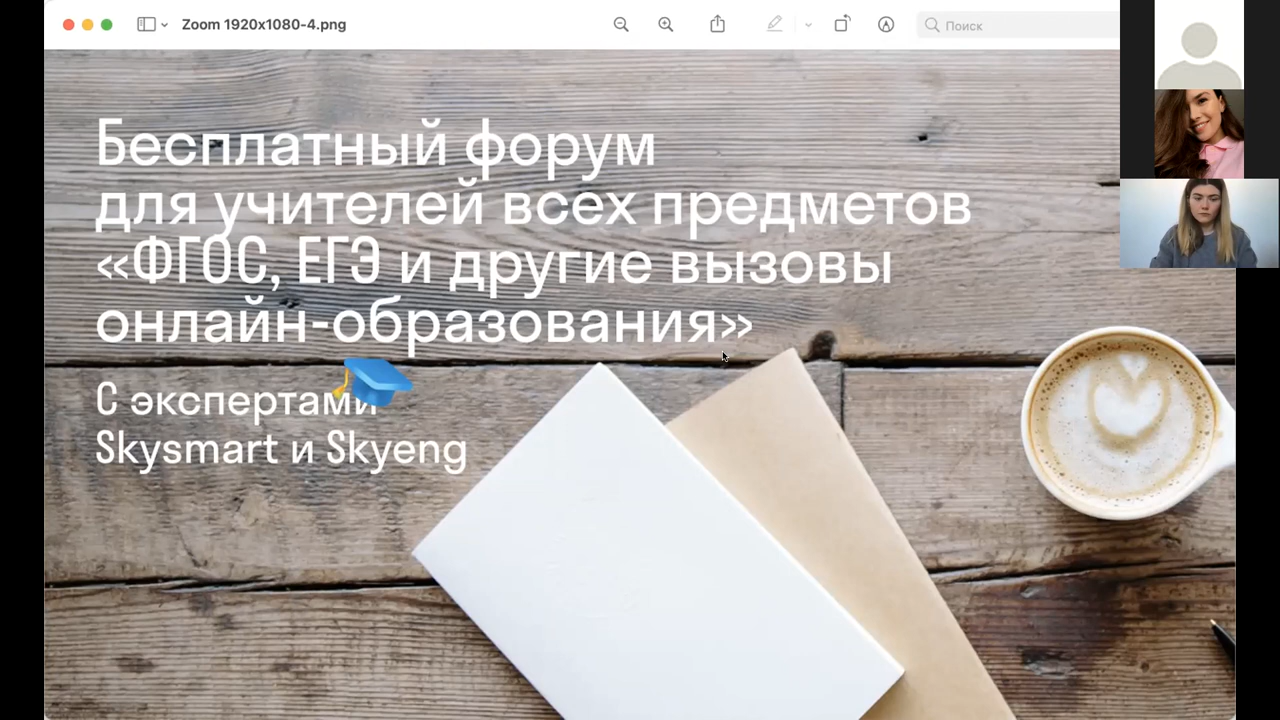 Zoom 1920x1080-4.png
Поиск
Бесплатный форум
для учителей всех предметов
«ФГОС, ЕГЭ и другие вызовы
онлайн-образования»
С экспертами
Skysmart и Skyeng